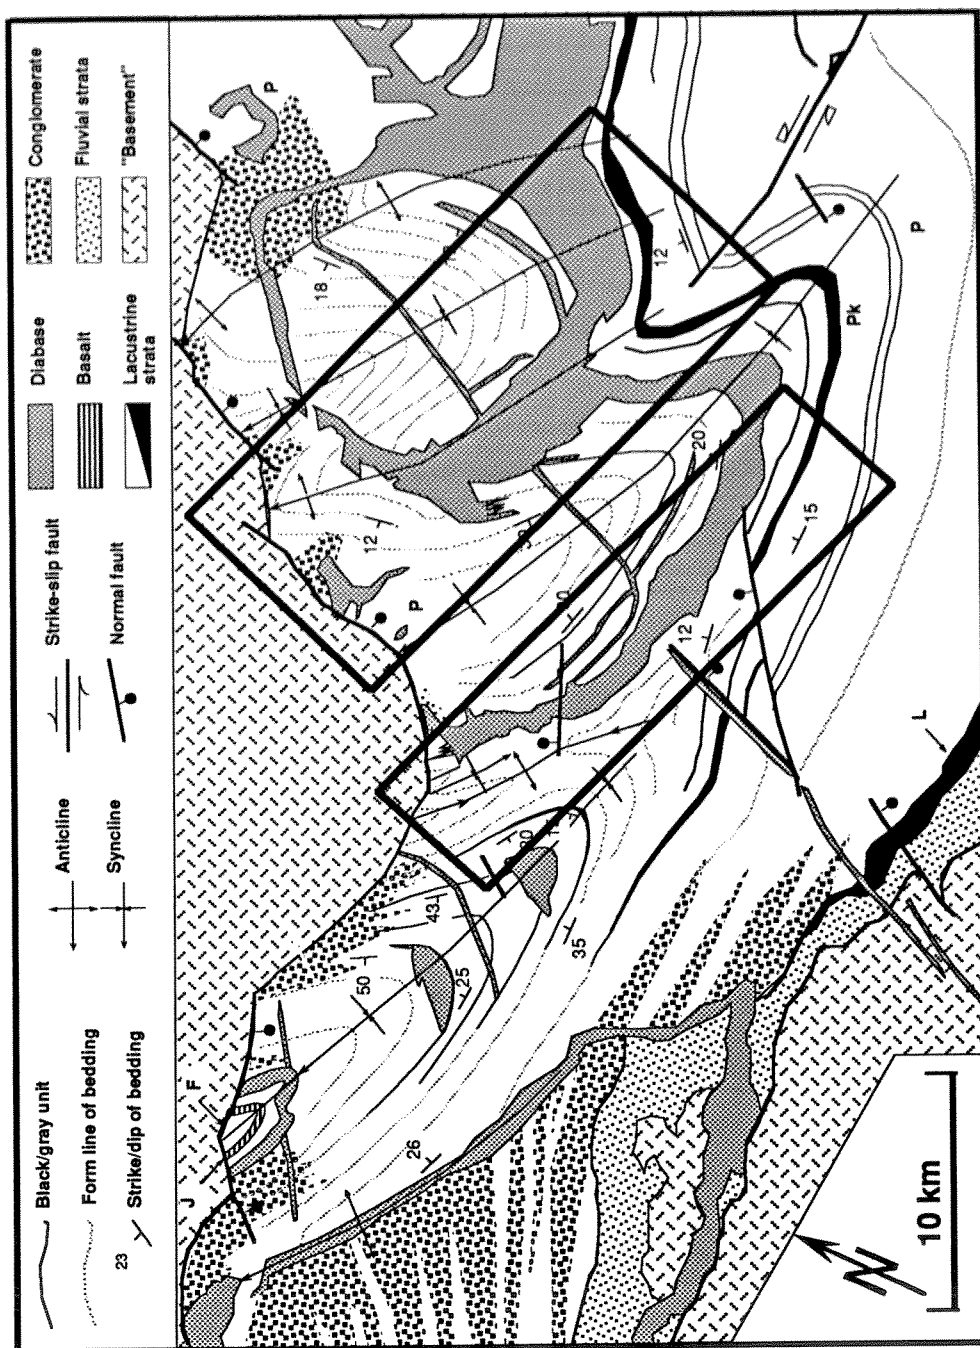 Black/gray unit
Form line of bedding
23 Strike/dip of bedding
Anticline
Syncline
Strike-slip fault
Normal fault
Diabase
Basalt
Lacustrine
strata
Conglomerate
Fluvial strata
"Basement"
J
F
P
P
18
12
12
P
Pk
20
15
12
L
43
50
25
35
26
N
10 km